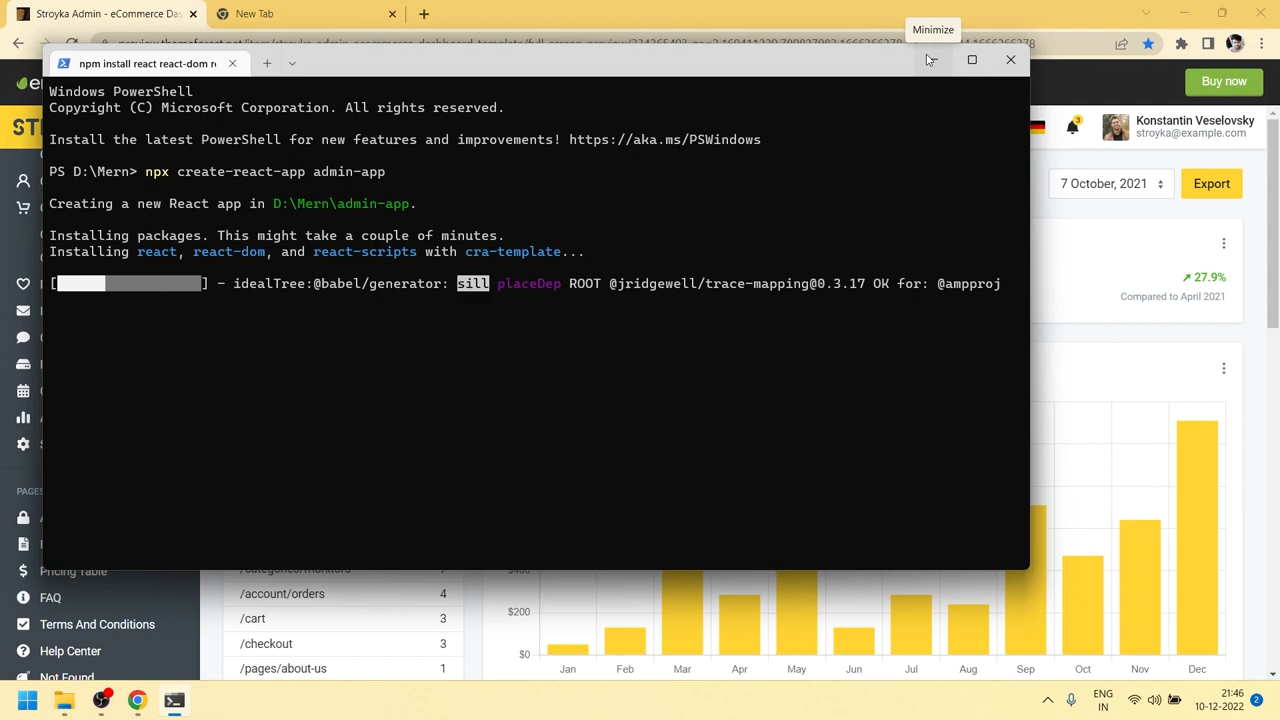 Stroyka Admin - eCommerce Das
New Tab
Minimize
npm install react react-dom re
Windows PowerShell
Copyright (C) Microsoft Corporation. All rights reserved.
Install the latest PowerShell for new features and improvements! https://aka.ms/PSWindows
PS D:\Mern> npx create-react-app admin-app
Creating a new React app in D:\Mern\admin-app.
Installing packages. This might take a couple of minutes.
Installing react, react-dom, and react-scripts with cra-template...
[ ] - idealTree:@babel/generator: sill placeDep ROOT @jridgewell/trace-mapping@0.3.17 OK for: @ampproj
Buy now
3
Konstantin Veselovsky
stroyka@example.com
7 October, 2021
Export
27.9%
Compared to April 2021
PAGES
Pricing Table
FAQ
Terms And Conditions
Help Center
Not Found
/categories/monitors
/account/orders 4
/cart 3
/checkout 3
/pages/about-us 1
$400
$200
$0
Jan Feb Mar Apr May Jun Jul Aug Sep Oct Nov Dec
ENG
IN
21:46
10-12-2022
2